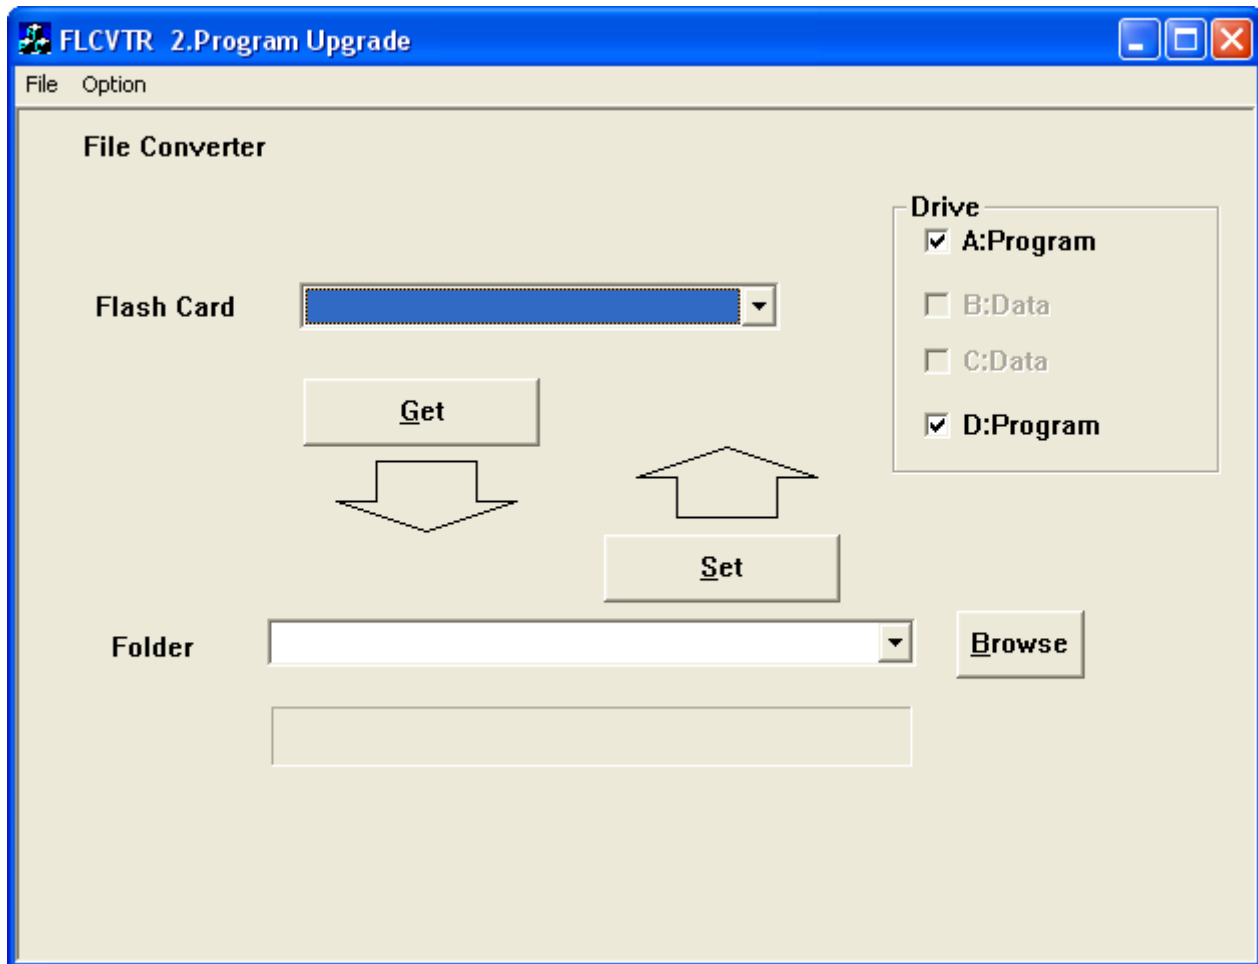 FLCVTR 2.Program Upgrade
File Option
File Converter
Drive
A:Program
Flash Card
B:Data
C:Data
Get
D:Program
Set
Folder
Browse